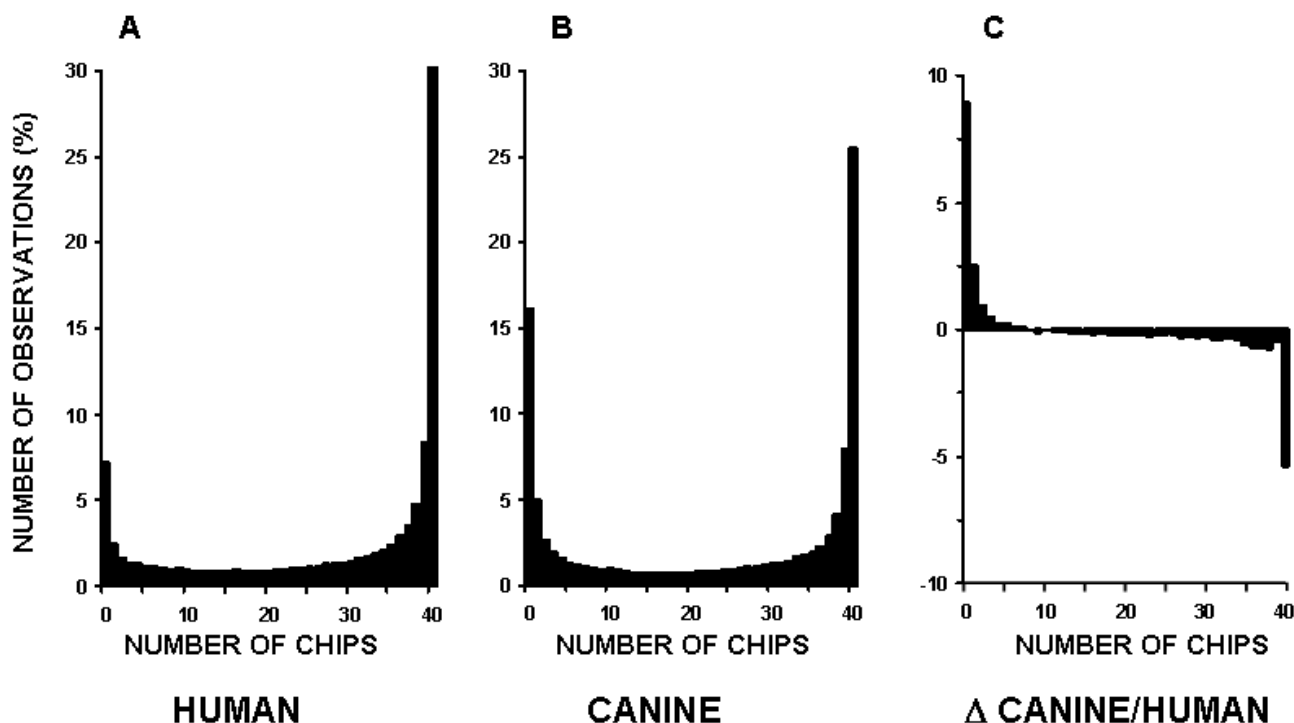 A
B
C
NUMBER OF OBSERVATIONS (%)
30
25
20
15
10
5
0
0 10 20 30 40
NUMBER OF CHIPS
HUMAN
30
25
20
15
10
5
0
0 10 20 30 40
NUMBER OF CHIPS
CANINE
10
5
0
-5
-10
0 10 20 30 40
NUMBER OF CHIPS
Δ CANINE/HUMAN